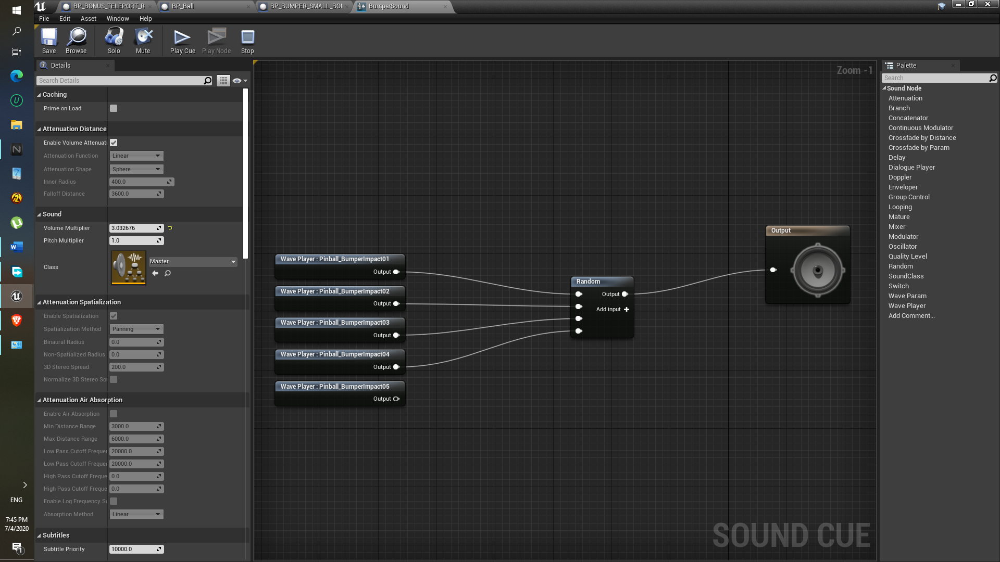 BP_BONUS_TELEPORT_R
BP_Ball
BP_BUMPER_SMALL_BO
BumperSound
File Edit Asset Window Help
Save Browse Solo Mute Play Cue Play Node Stop
Details
Search Details
Caching
Prime on Load
Attenuation Distance
Enable Volume Attenuati
Attenuation Function Linear
Attenuation Shape Sphere
Inner Radius 400.0
Falloff Distance 3600.0
Sound
Volume Multiplier 3.032676
Pitch Multiplier 1.0
Class Master
Attenuation Spatialization
Enable Spatialization
Spatialization Method Panning
Binaural Radius 0.0
Non-Spatialized Radius 0.0
3D Stereo Spread 200.0
Normalize 3D Stereo So
Attenuation Air Absorption
Enable Air Absorption
Min Distance Range 3000.0
Max Distance Range 6000.0
Low Pass Cutoff Frequer 20000.0
Low Pass Cutoff Frequer 20000.0
High Pass Cutoff Freque 0.0
High Pass Cutoff Freque 0.0
Enable Log Frequency Sc
Absorption Method Linear
Subtitles
Subtitle Priority 10000.0
Zoom -1
Wave Player : Pinball_BumperImpact01
Output
Wave Player : Pinball_BumperImpact02
Output
Wave Player : Pinball_BumperImpact03
Output
Wave Player : Pinball_BumperImpact04
Output
Wave Player : Pinball_BumperImpact05
Output
Random
Output
Add input
Output
SOUND CUE
Palette
Search
Sound Node
Attenuation
Branch
Concatenator
Continuous Modulator
Crossfade by Distance
Crossfade by Param
Delay
Dialogue Player
Doppler
Enveloper
Group Control
Looping
Mature
Mixer
Modulator
Oscillator
Quality Level
Random
SoundClass
Switch
Wave Param
Wave Player
Add Comment...
ENG
7:45 PM
7/4/2020
1